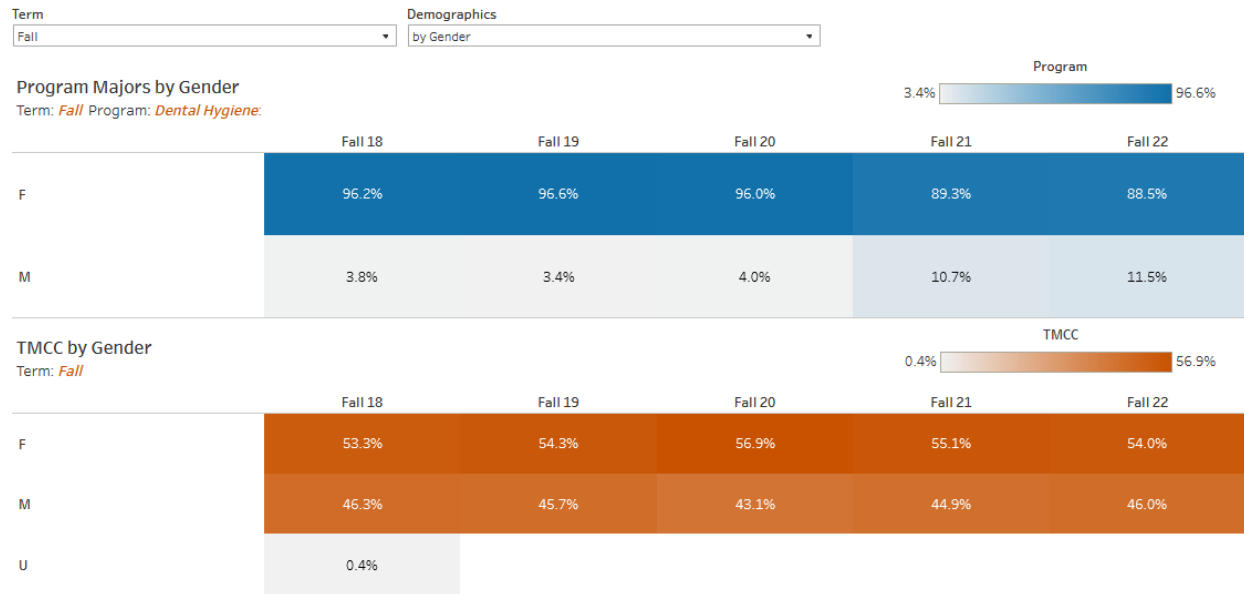 Term Demographics
Fall by Gender
Program
Program Majors by Gender
3.4% 96.6%
Term: Fall Program: Dental Hygiene:
Fall 18 Fall 19 Fall 20 Fall 21 Fall 22
F 96.2% 96.6% 96.0% 89.3% 88.5%
M 3.8% 3.4% 4.0% 10.7% 11.5%
TMCC
TMCC by Gender
0.4% 56.9%
Term: Fall
Fall 18 Fall 19 Fall 20 Fall 21 Fall 22
F 53.3% 54.3% 56.9% 55.1% 54.0%
M 46.3% 45.7% 43.1% 44.9% 46.0%
U 0.4%